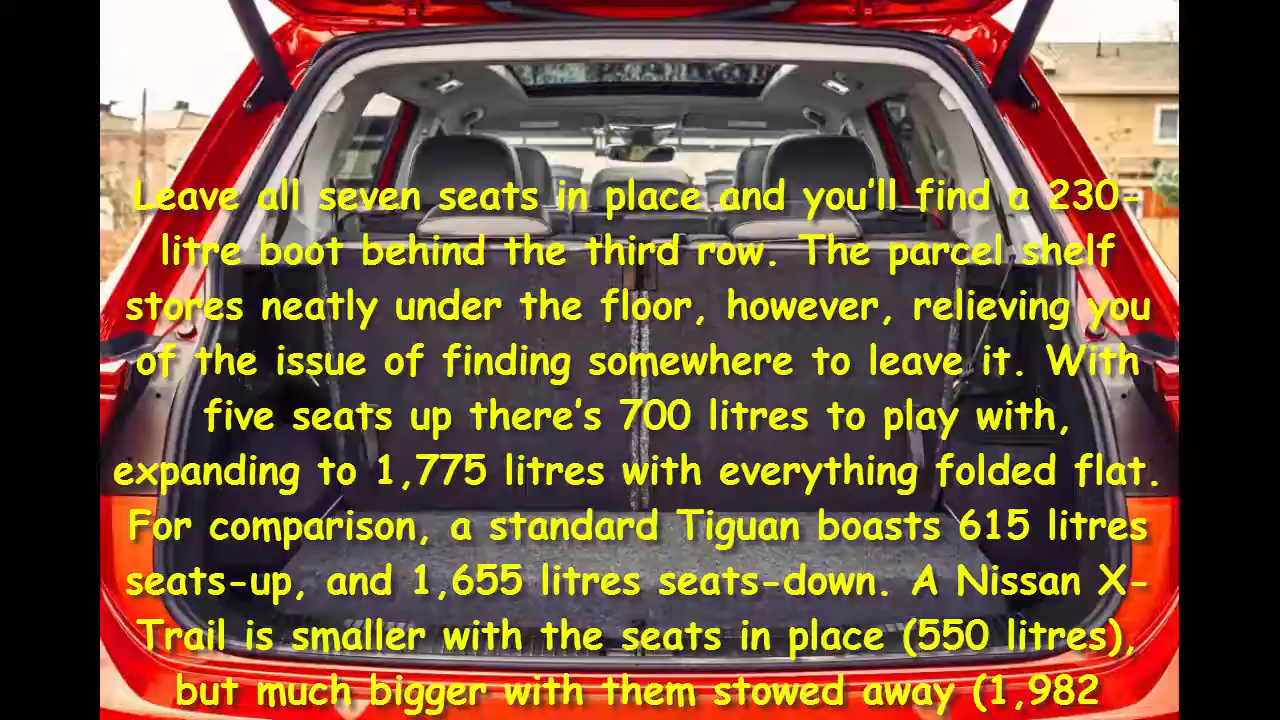 Leave all seven seats in place and you’ll find a 230-
litre boot behind the third row. The parcel shelf
stores neatly under the floor, however, relieving you
of the issue of finding somewhere to leave it. With
five seats up there’s 700 litres to play with,
expanding to 1,775 litres with everything folded flat.
For comparison, a standard Tiguan boasts 615 litres
seats-up, and 1,655 litres seats-down. A Nissan X-
Trail is smaller with the seats in place (550 litres),
but much bigger with them stowed away (1,982